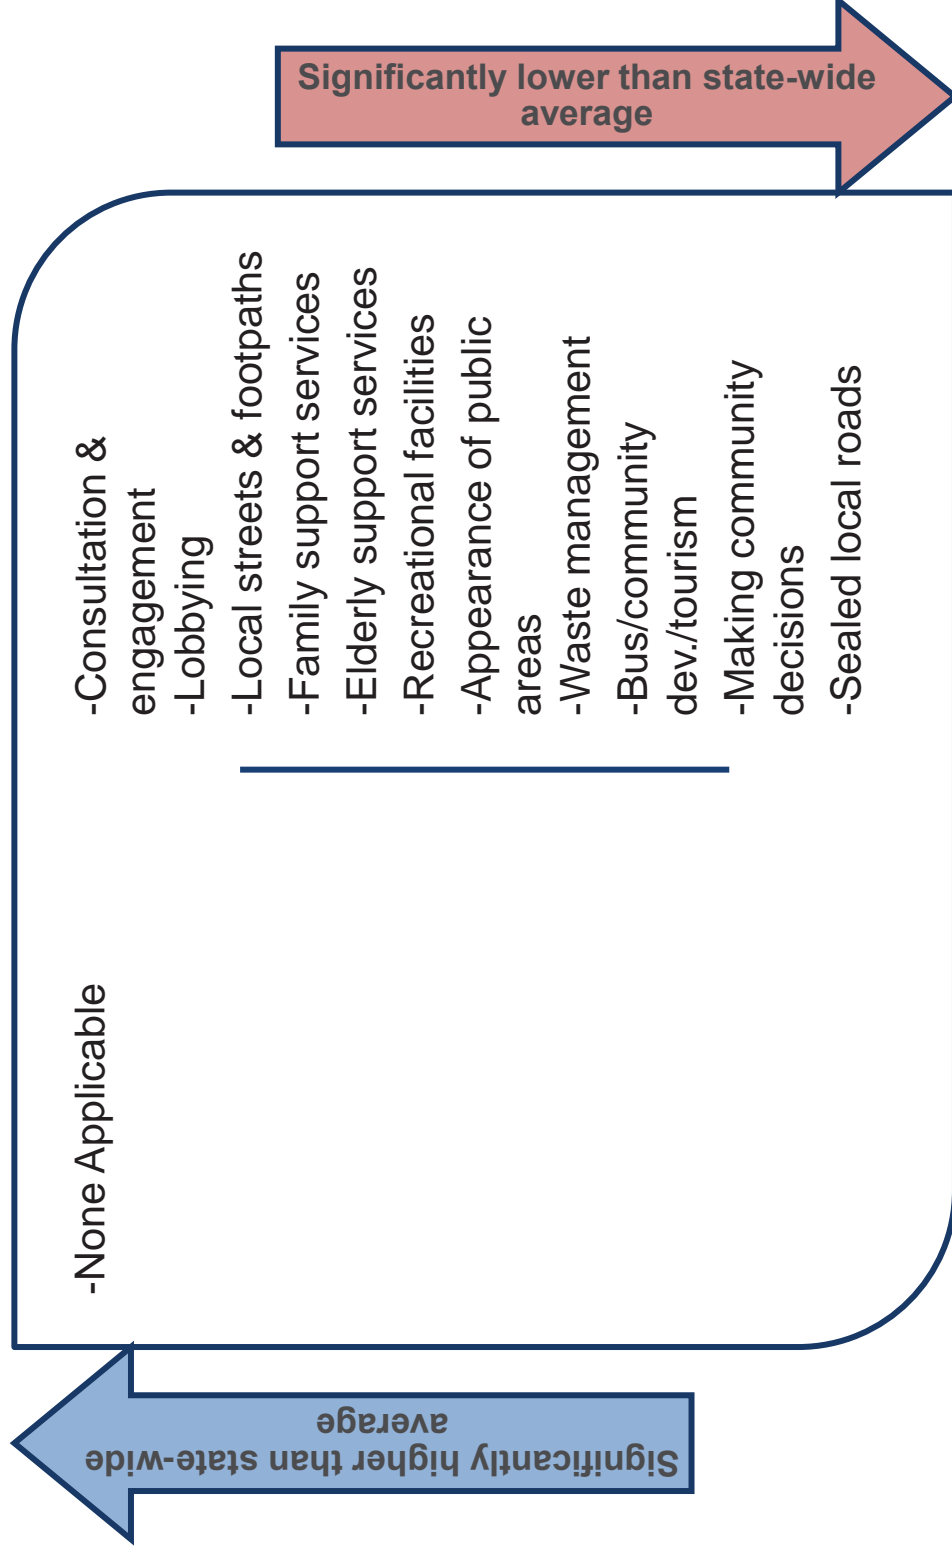 Significantly higher than state-wide
average
-None Applicable
-Consultation &
engagement
-Lobbying
-Local streets & footpaths
-Family support services
-Elderly support services
-Recreational facilities
-Appearance of public
areas
-Waste management
-Bus/community
dev./tourism
-Making community
decisions
-Sealed local roads
Significantly lower than state-wide
average